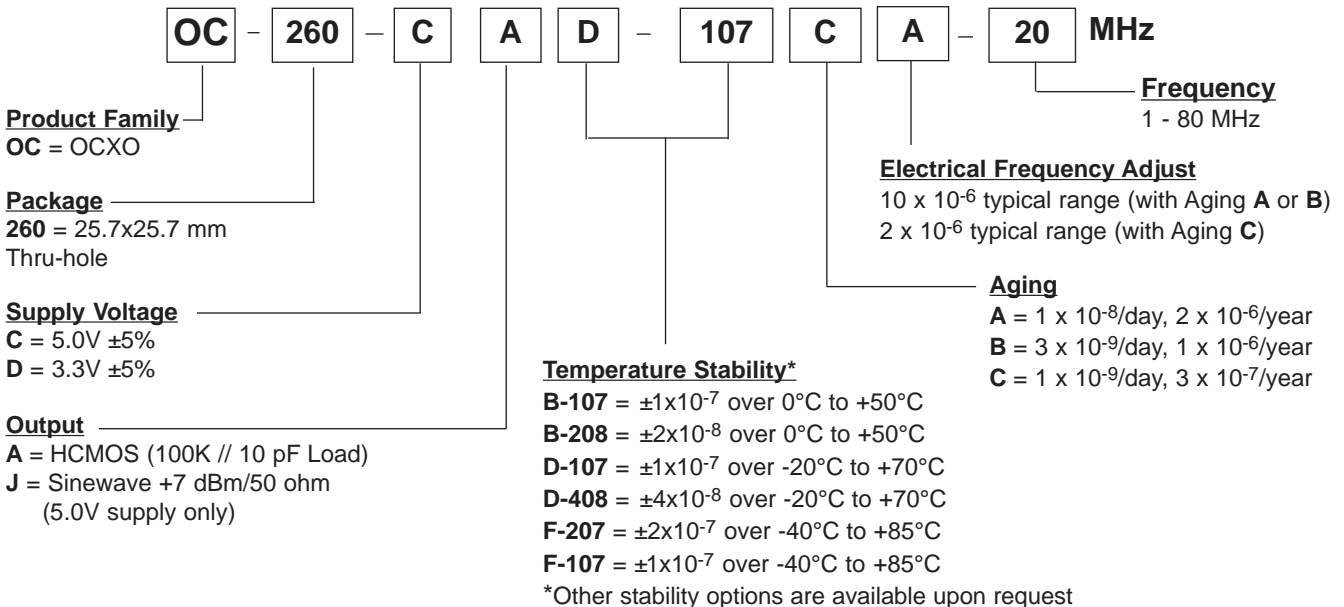 OC - 260 - C A D - 107 C A - 20 MHz
Product Family
OC = OCXO
Package
260 = 25.7x25.7 mm
Thru-hole
Supply Voltage
C = 5.0V ±5%
D = 3.3V ±5%
Output
A = HCMOS (100K // 10 pF Load)
J = Sinewave +7 dBm/50 ohm
(5.0V supply only)
Temperature Stability*
B-107 = ±1x10-7 over 0°C to +50°C
B-208 = ±2x10-8 over 0°C to +50°C
D-107 = ±1x10-7 over -20°C to +70°C
D-408 = ±4x10-8 over -20°C to +70°C
F-207 = ±2x10-7 over -40°C to +85°C
F-107 = ±1x10-7 over -40°C to +85°C
*Other stability options are available upon request
Aging
A = 1 x 10-8/day, 2 x 10-6/year
B = 3 x 10-9/day, 1 x 10-6/year
C = 1 x 10-9/day, 3 x 10-7/year
Electrical Frequency Adjust
10 x 10-6 typical range (with Aging A or B)
2 x 10-6 typical range (with Aging C)
Frequency
1 - 80 MHz